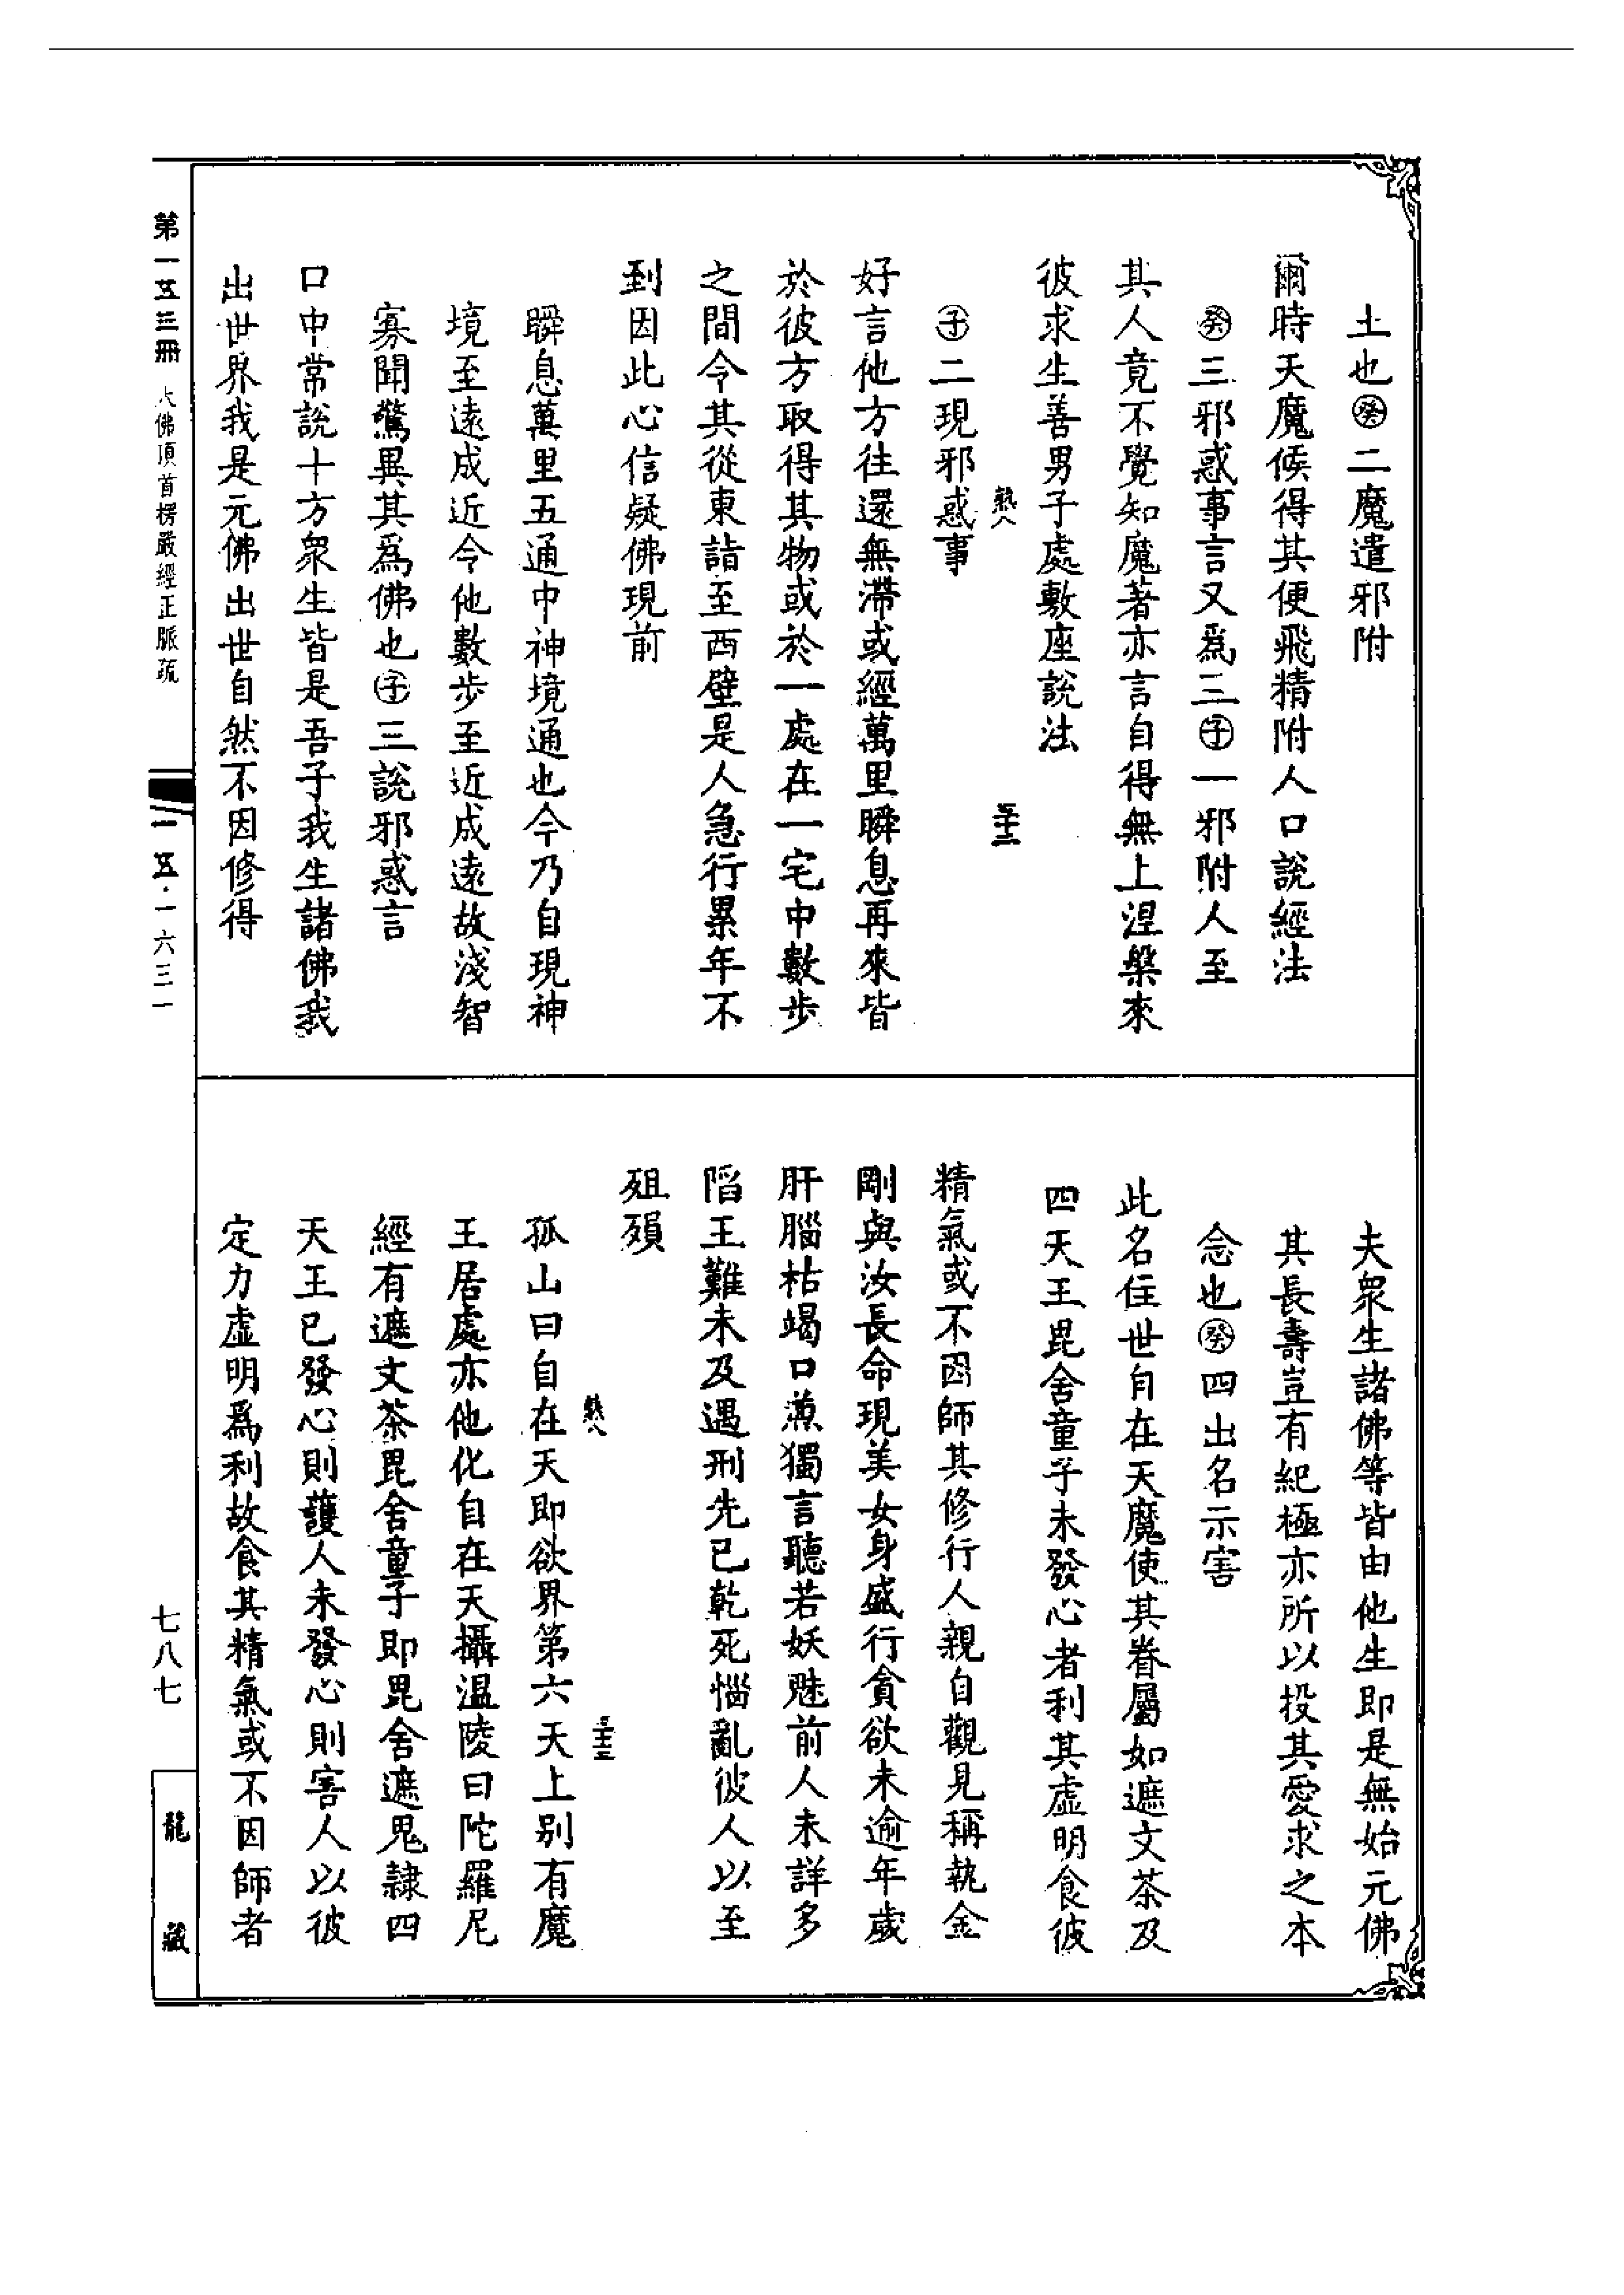 土也癸二魔遣邪附
爾時天魔候得其便飛精附人口說經法
癸三邪惑事言又爲三子一邪附人至
其人竟不覺知魔著亦言自得無上涅槃來
彼求生善男子處敷座說法
子二現邪惑事
好言他方往還無滯或經萬里瞬息再來皆
於彼方取得其物或於一處在一宅中數步
之間令其從東詣至西壁是人急行累年不
到因此心信疑佛現前
瞬息萬里五通中神境通也今乃自現神
境至遠成近令他數步至近成遠故淺智
寡聞驚異其爲佛也子三說邪惑言
口中常說十方衆生皆是吾子我生諸佛我
出世界我是元佛出世自然不因修得
夫衆生諸佛等皆由他生即是無始元佛
其長壽豈有紀極亦所以投其愛求之本
念也癸四出名示害
此名住世自在天魔使其眷屬如遮文茶及
四天王毘舍童子未發心者利其虛明食彼
精氣或不因師其修行人親自觀見稱執金
剛與汝長命現美女身盛行貪欲未逾年歲
肝腦枯竭口兼獨言聽若妖魅前人未詳多
陷王難未及遇刑先已乾死惱亂彼人以至
殂殞
孤山曰自在天即欲界第六天上别有魔
王居處亦他化自在天攝溫陵曰陀羅尼
經有遮文茶毘舍童子即毘舍遮鬼隷四
天王已發心則護人未發心則害人以彼
定力虛明爲利故食其精氣或不因師者
第一五三冊 大佛頂首楞嚴經正脈疏
一五·一六三一
七八七
龍藏